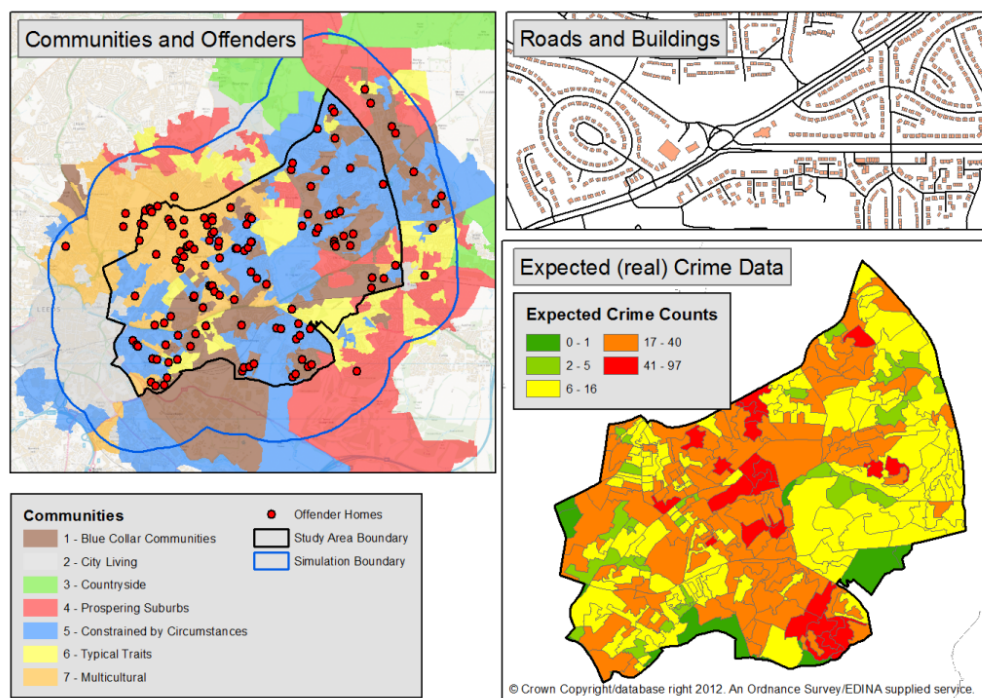 Communities and Offenders
LEEDS
Communities
1 - Blue Collar Communities
2 - City Living
3 - Countryside
4 - Prospering Suburbs
5 - Constrained by Circumstances
6 - Typical Traits
7 - Multicultural
Offender Homes
Study Area Boundary
Simulation Boundary
Roads and Buildings
Expected (real) Crime Data
Expected Crime Counts
0 - 1
2 - 5
6 - 16
17 - 40
41 - 97
© Crown Copyright/database right 2012. An Ordnance Survey/EDINA supplied service.